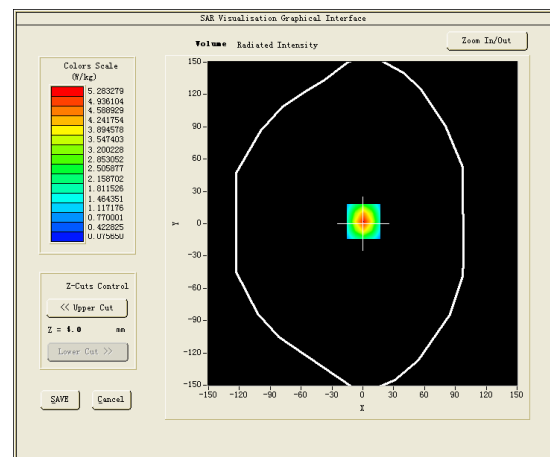 SAR Visualisation Graphical Interface
Volume Radiated Intensity
Zoom In/Out
Colors Scale
(W/kg)
5.283279
4.936104
4.588929
4.241754
3.894578
3.547403
3.200228
2.853052
2.505877
2.158702
1.811526
1.464351
1.117176
0.770001
0.422825
0.075650
Z-Cuts Control
<< Upper Cut
Z = 4.0 mm
Lower Cut >>
SAVE Cancel
150
120
90
60
30
0
-30
-60
-90
-120
-150
Y
-150 -120 -90 -60 -30 0 30 60 90 120 150
X